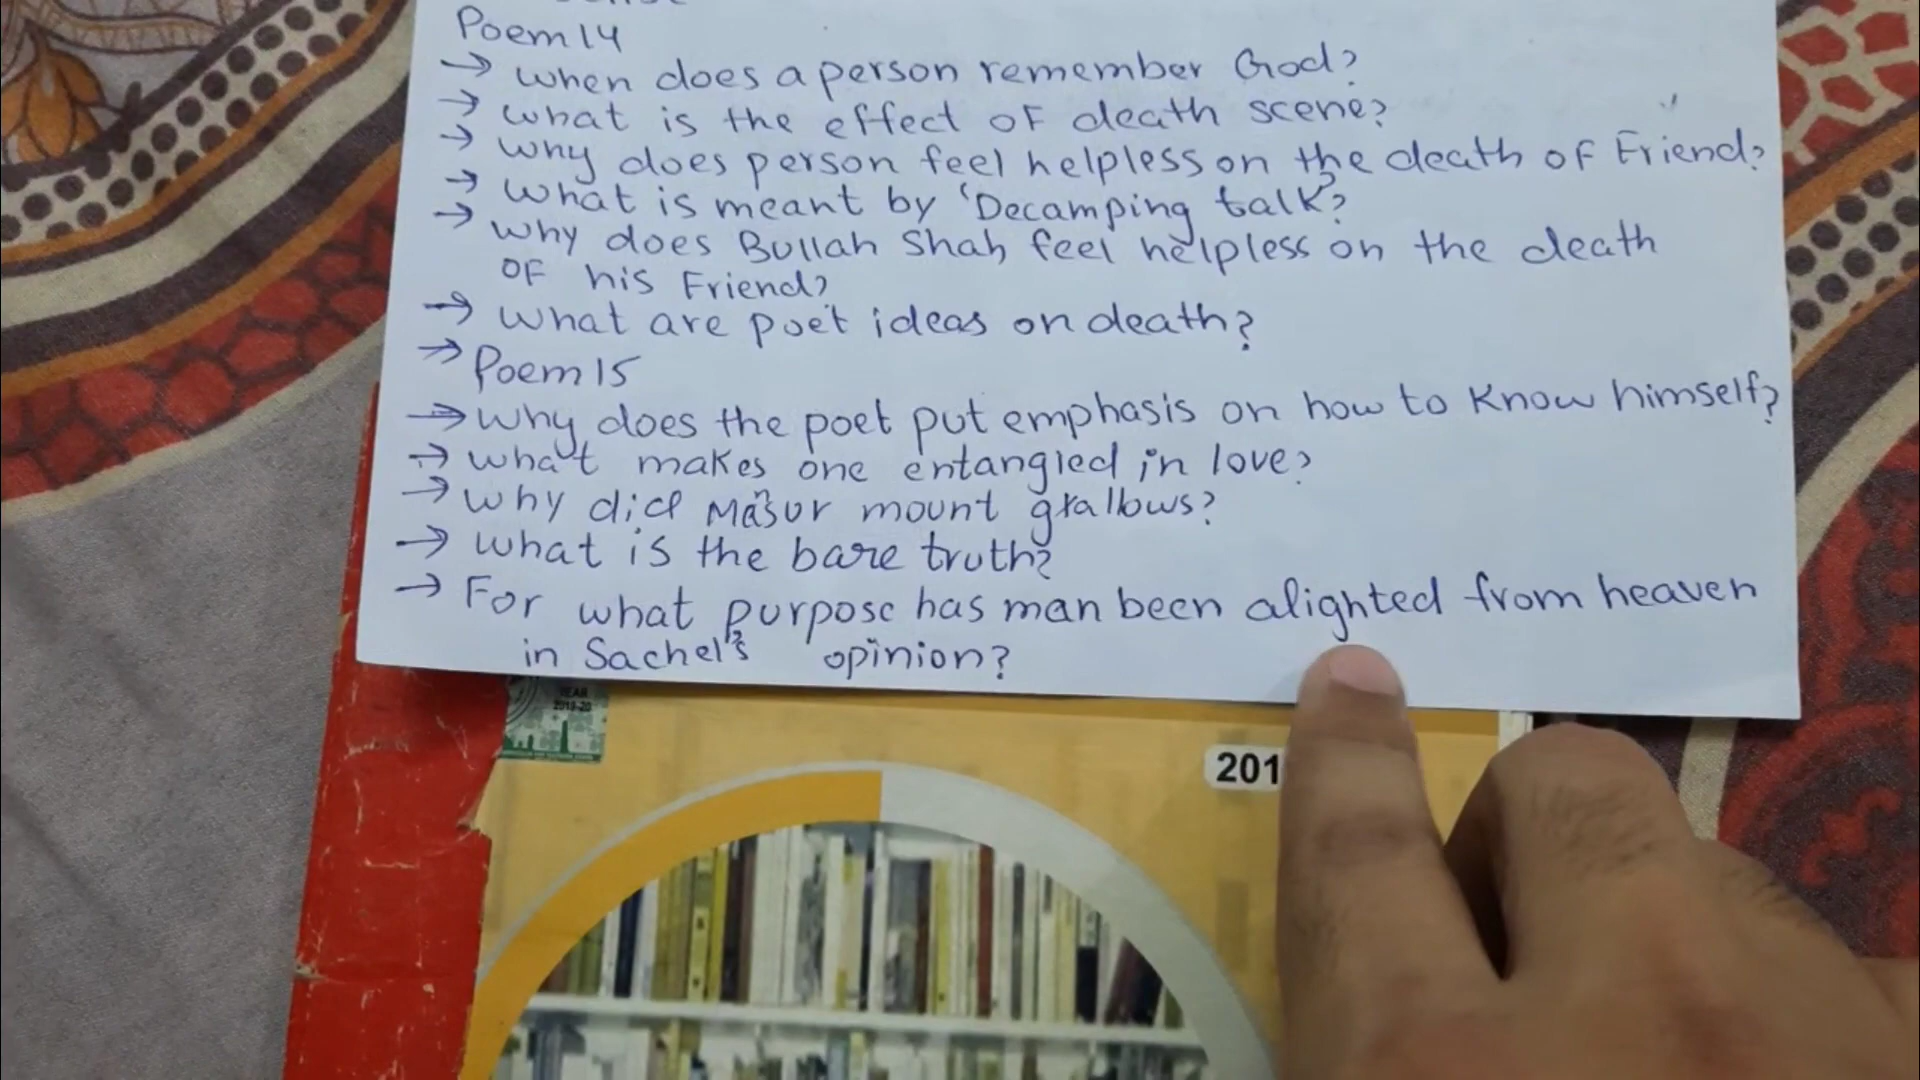 Poem 14
→ when does a person remember God?
→ what is the effect of death scene?
→ why does person feel helpless on the death of Friend?
→ what is meant by 'Decamping talk'?
→ why does Bullah Shah feel helpless on the death
of his Friend?
→ what are poet ideas on death?
→ Poem 15
→ why does the poet put emphasis on how to know himself?
→ what makes one entangled in love?
→ why did Mansur mount grallows?
→ what is the bare truth?
→ For what purpose has man been alighted from heaven
in Sachel's opinion?
YEAR
2019-20
201